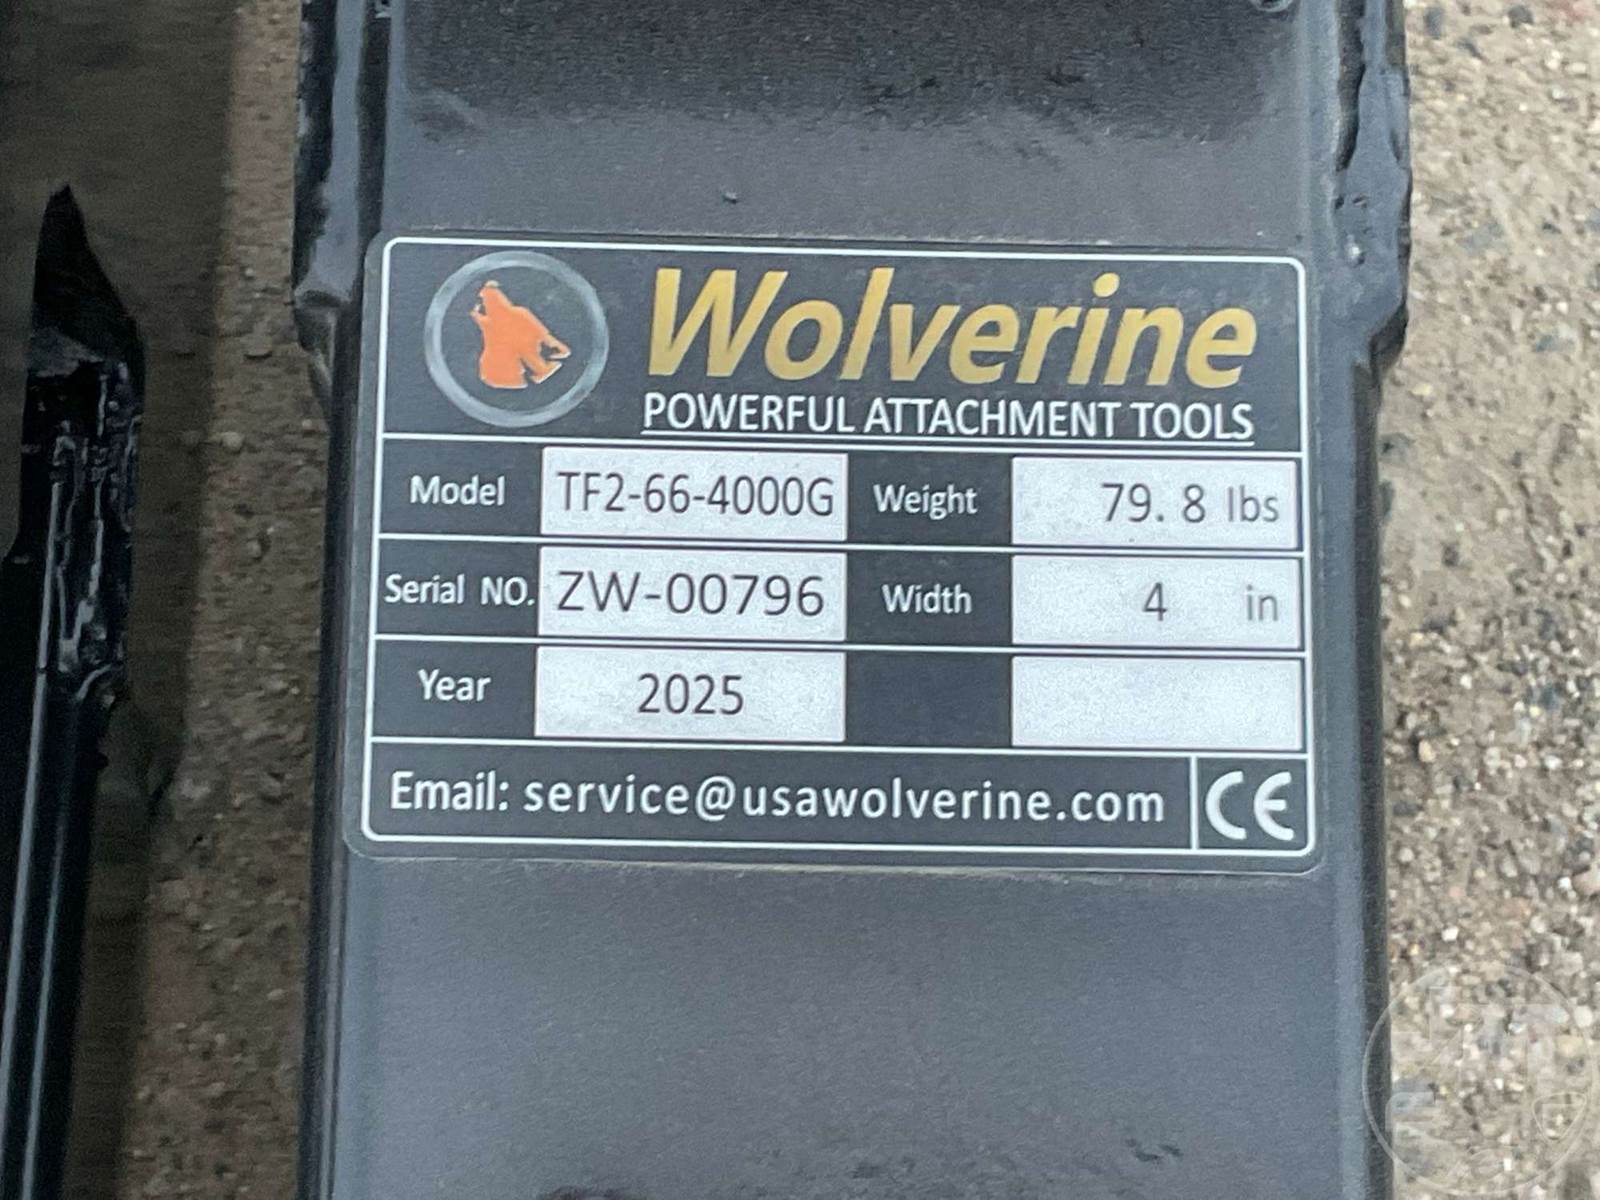 Wolverine
POWERFUL ATTACHMENT TOOLS
Model TF2-66-4000G Weight 79.8 lbs
Serial NO. ZW-00796 Width 4 in
Year 2025
Email: service@usawolverine.com CE